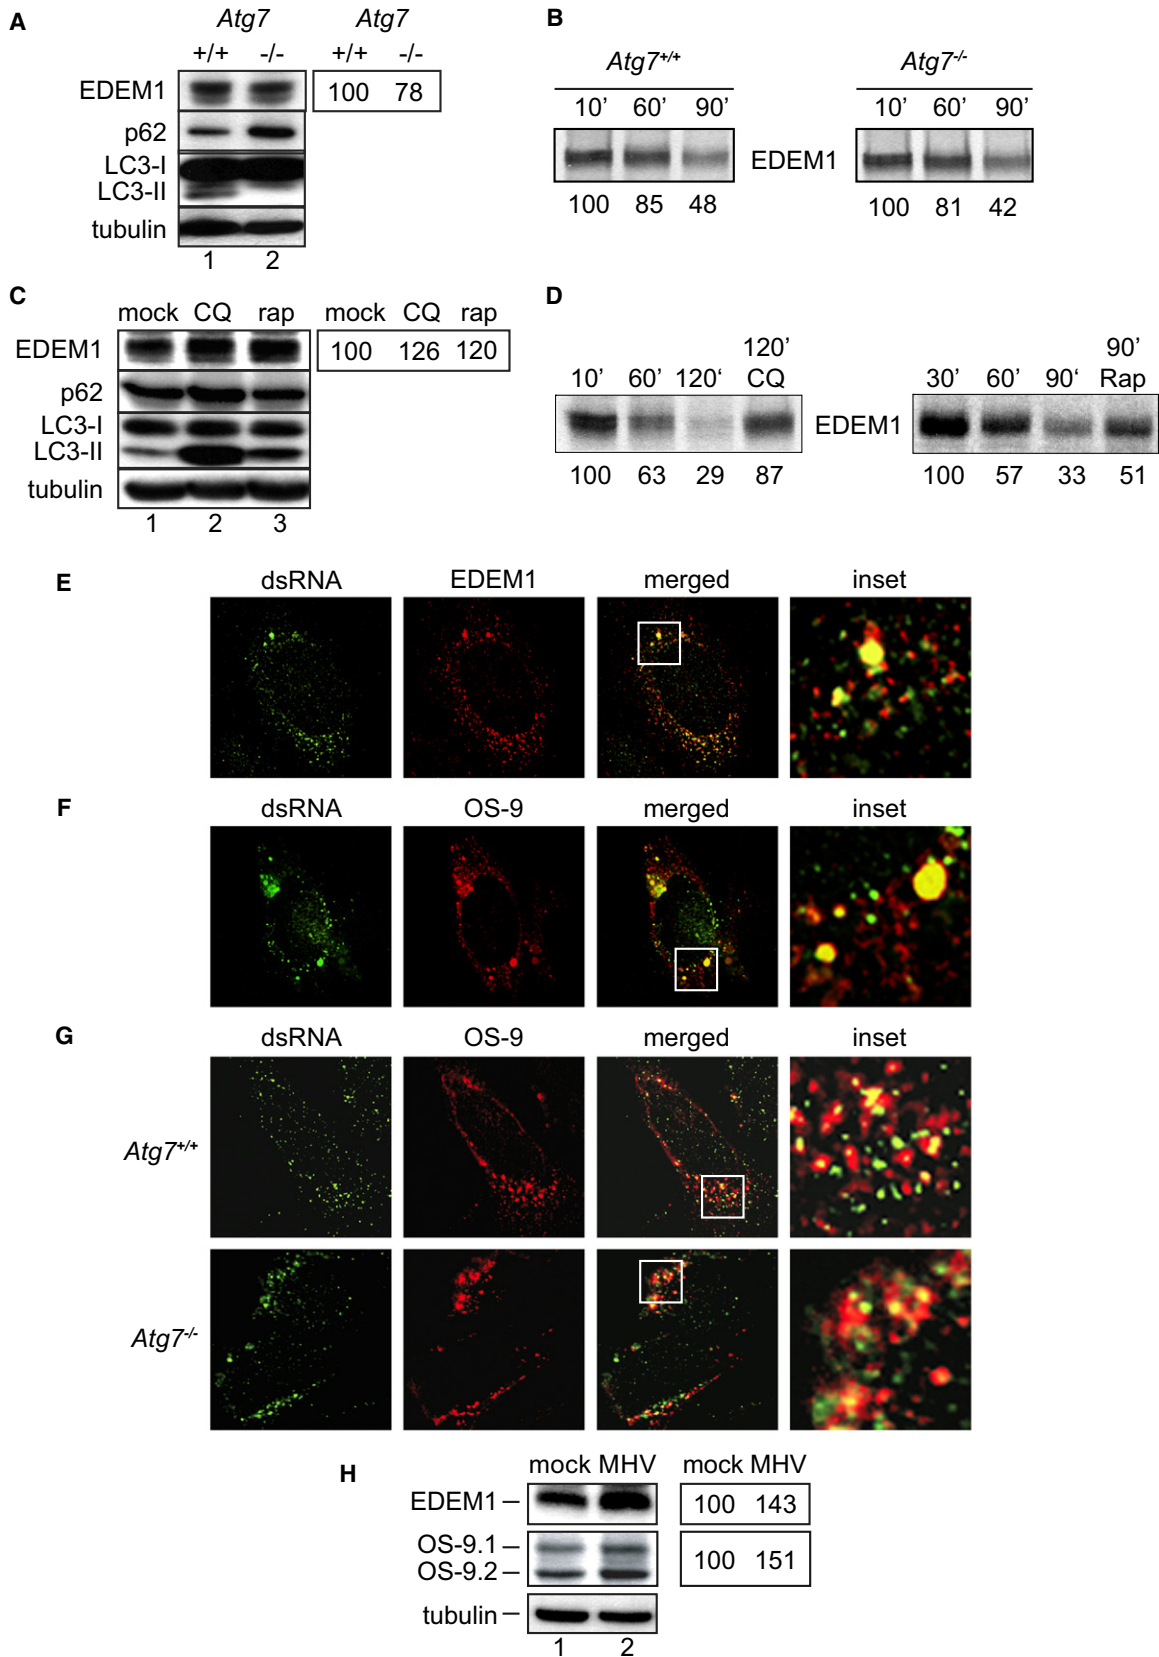 A
Atg7 Atg7
+/+ -/- +/+ -/-
EDEM1 100 78
p62
LC3-I
LC3-II
tubulin
1 2
B
Atg7+/+ Atg7-/-
10’ 60’ 90’ 10’ 60’ 90’
EDEM1
100 85 48 100 81 42
C
mock CQ rap mock CQ rap
EDEM1 100 126 120
p62
LC3-I
LC3-II
tubulin
1 2 3
D
120’ 90’
10’ 60’ 120‘ CQ 30’ 60’ 90‘ Rap
EDEM1
100 63 29 87 100 57 33 51
E
dsRNA EDEM1 merged inset
F
dsRNA OS-9 merged inset
G
dsRNA OS-9 merged inset
Atg7+/+
Atg7-/-
H
mock MHV mock MHV
EDEM1 – 100 143
OS-9.1 –
OS-9.2 – 100 151
tubulin –
1 2